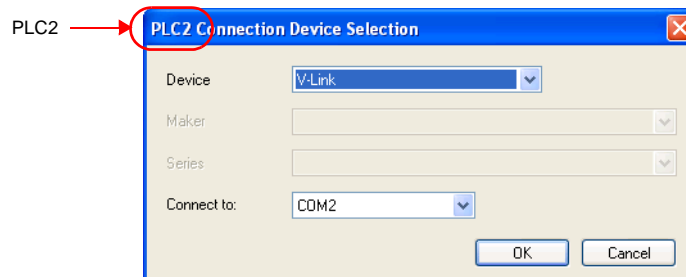 PLC2
PLC2 Connection Device Selection
Device V-Link
Maker
Series
Connect to: COM2
OK Cancel